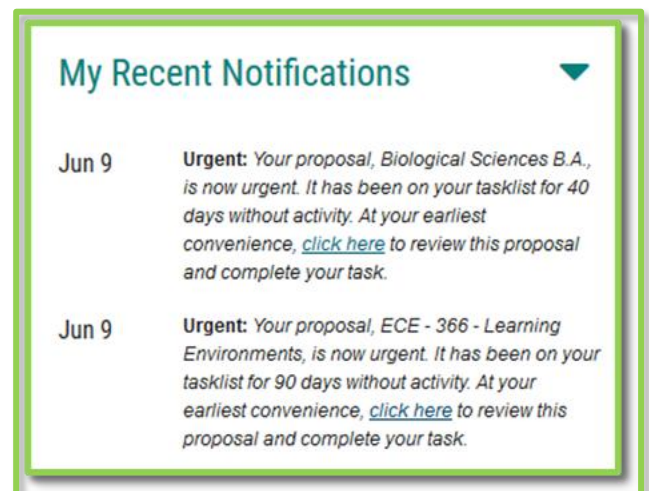 My Recent Notifications
Jun 9
Urgent: Your proposal, Biological Sciences B.A.,
is now urgent. It has been on your tasklist for 40
days without activity. At your earliest
convenience, click here to review this proposal
and complete your task.
Jun 9
Urgent: Your proposal, ECE - 366 - Learning
Environments, is now urgent. It has been on your
tasklist for 90 days without activity. At your
earliest convenience, click here to review this
proposal and complete your task.